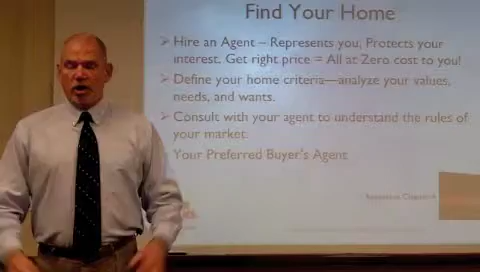 Find Your Home
Hire an Agent – Represents you, Protects your
interest, Get right price = All at Zero cost to you!
Define your home criteria—analyze your values,
needs, and wants.
Consult with your agent to understand the rules of
your market.
Your Preferred Buyer's Agent